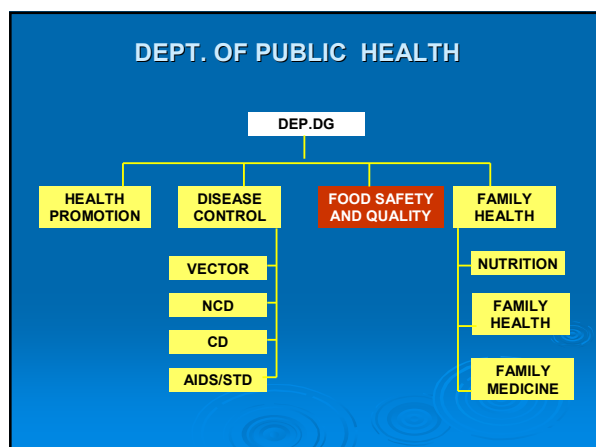 DEPT. OF PUBLIC HEALTH
DEP.DG
HEALTH
PROMOTION
DISEASE
CONTROL
FOOD SAFETY
AND QUALITY
FAMILY
HEALTH
VECTOR
NCD
CD
AIDS/STD
NUTRITION
FAMILY
HEALTH
FAMILY
MEDICINE